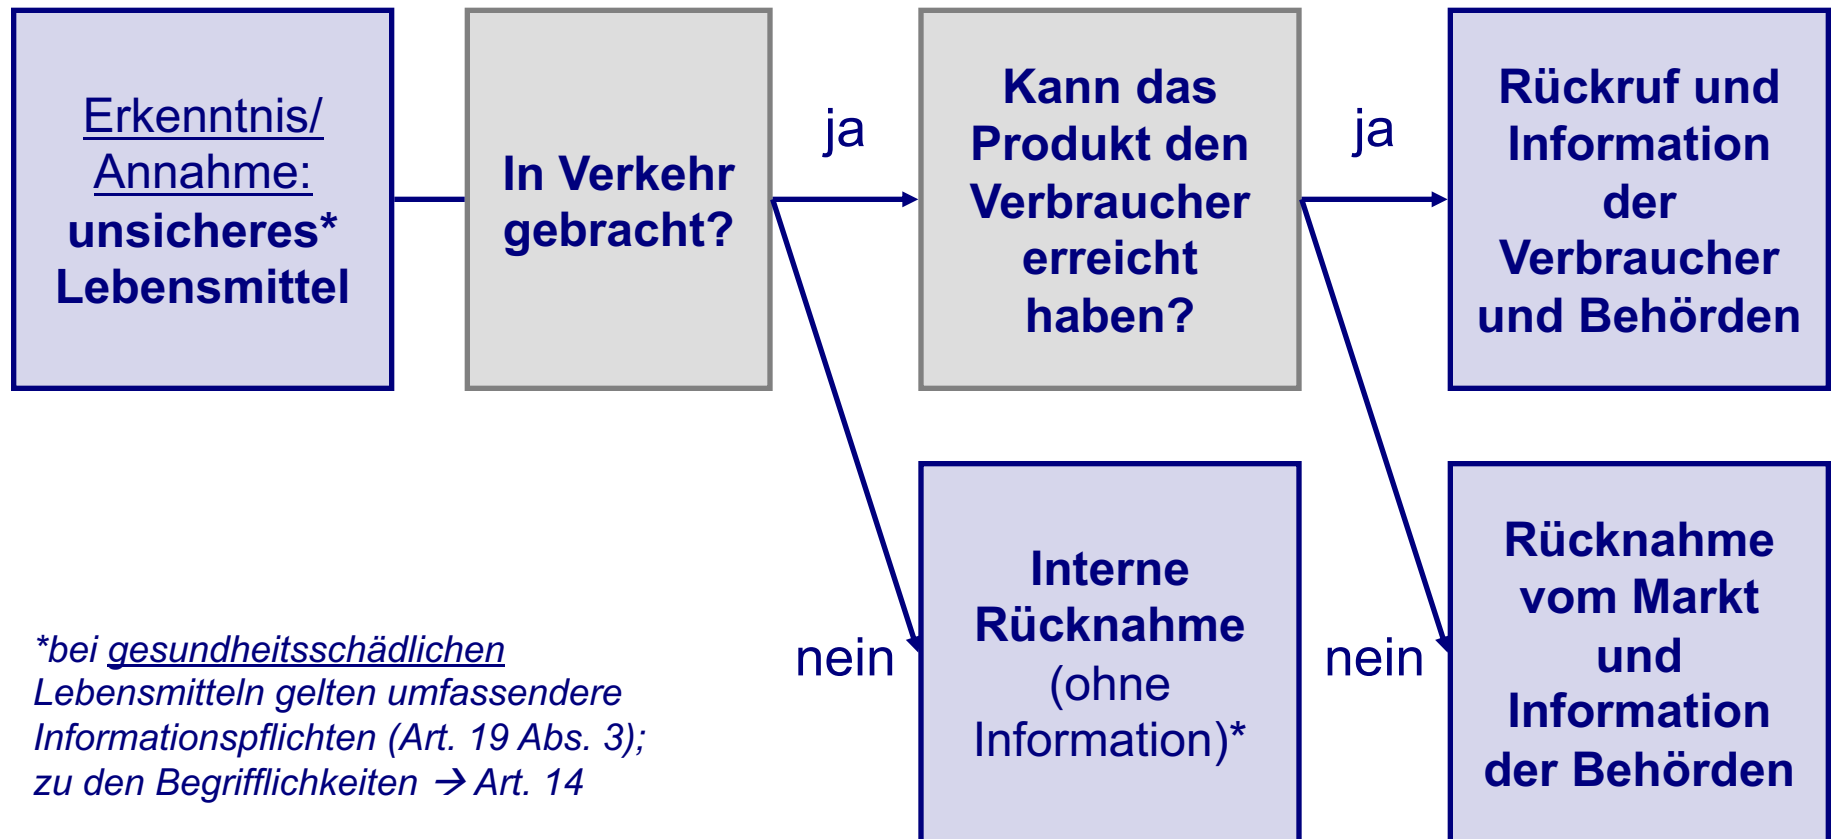 Erkenntnis/
Annahme:
unsicheres*
Lebensmittel
In Verkehr
gebracht?
ja
Kann das
Produkt den
Verbraucher
erreicht
haben?
ja
Rückruf und
Information
der
Verbraucher
und Behörden
nein
Interne
Rücknahme
(ohne
Information)*
nein
Rücknahme
vom Markt
und
Information
der Behörden
*bei gesundheitsschädlichen
Lebensmitteln gelten umfassendere
Informationspflichten (Art. 19 Abs. 3);
zu den Begrifflichkeiten → Art. 14